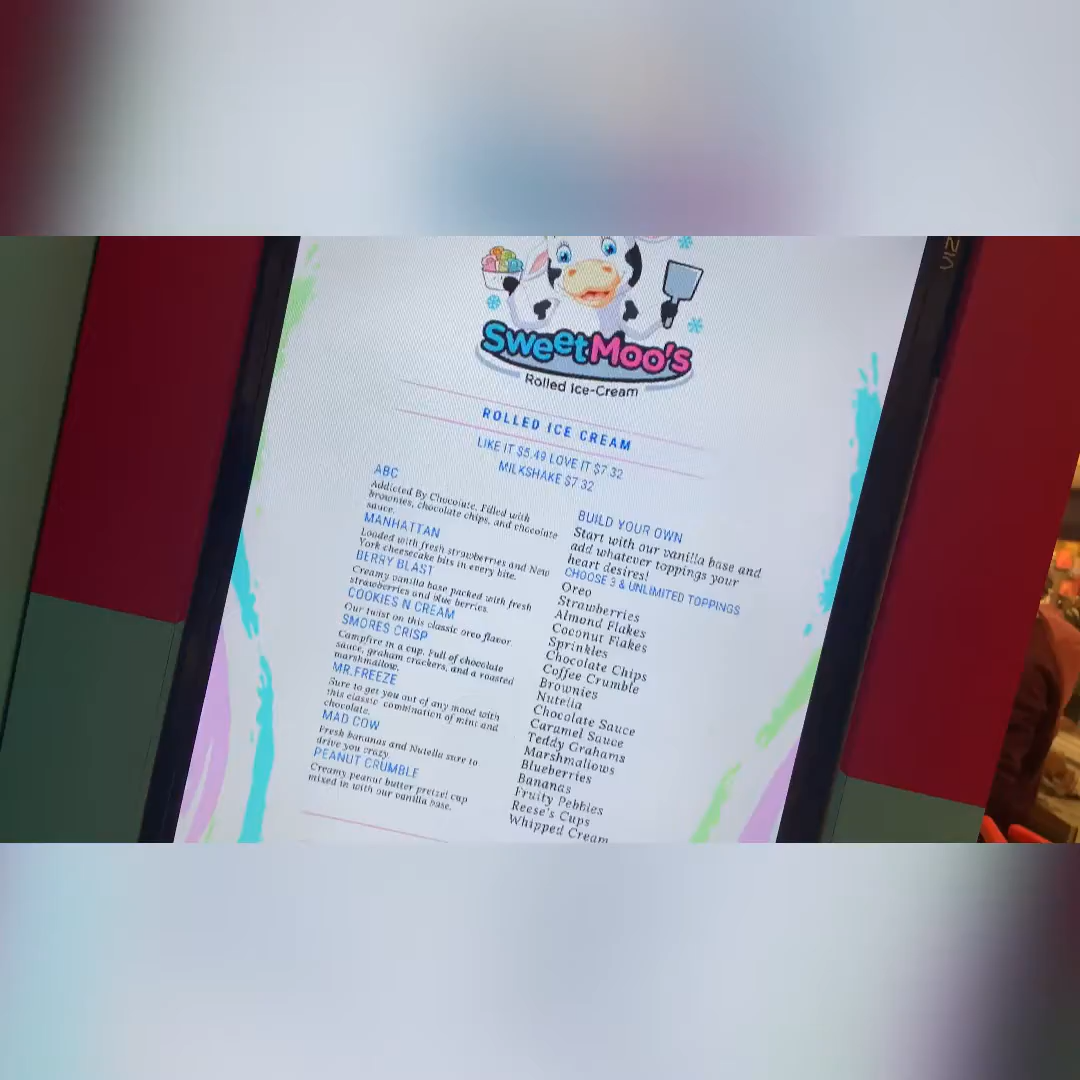 VIZ
SweetMoo's
Rolled Ice-Cream
ROLLED ICE CREAM
LIKE IT $5.49 LOVE IT $7.32
MILKSHAKE $7.32
ABC
Addicted By Chocolate. Filled with
brownies, chocolate chips, and chocolate
sauce.
MANHATTAN
Loaded with fresh strawberries and New
York cheesecake bits in every bite.
BERRY BLAST
Creamy vanilla base packed with fresh
strawberries and blue berries.
COOKIES N CREAM
Our twist on this classic oreo flavor.
SMORES CRISP
Campfire in a cup. Full of chocolate
sauce, graham crackers, and a roasted
marshmallow.
MR.FREEZE
Sure to get you out of any mood with
this classic combination of mint and
chocolate.
MAD COW
Fresh bananas and Nutella sure to
drive you crazy
PEANUT CRUMBLE
Creamy peanut butter pretzel cup
mixed in with our vanilla base.
BUILD YOUR OWN
Start with our vanilla base and
add whatever toppings your
heart desires!
CHOOSE 3 & UNLIMITED TOPPINGS
Oreo
Strawberries
Almond Flakes
Coconut Flakes
Sprinkles
Chocolate Chips
Coffee Crumble
Brownies
Nutella
Chocolate Sauce
Caramel Sauce
Teddy Grahams
Marshmallows
Blueberries
Bananas
Fruity Pebbles
Reese's Cups
Whipped Cream